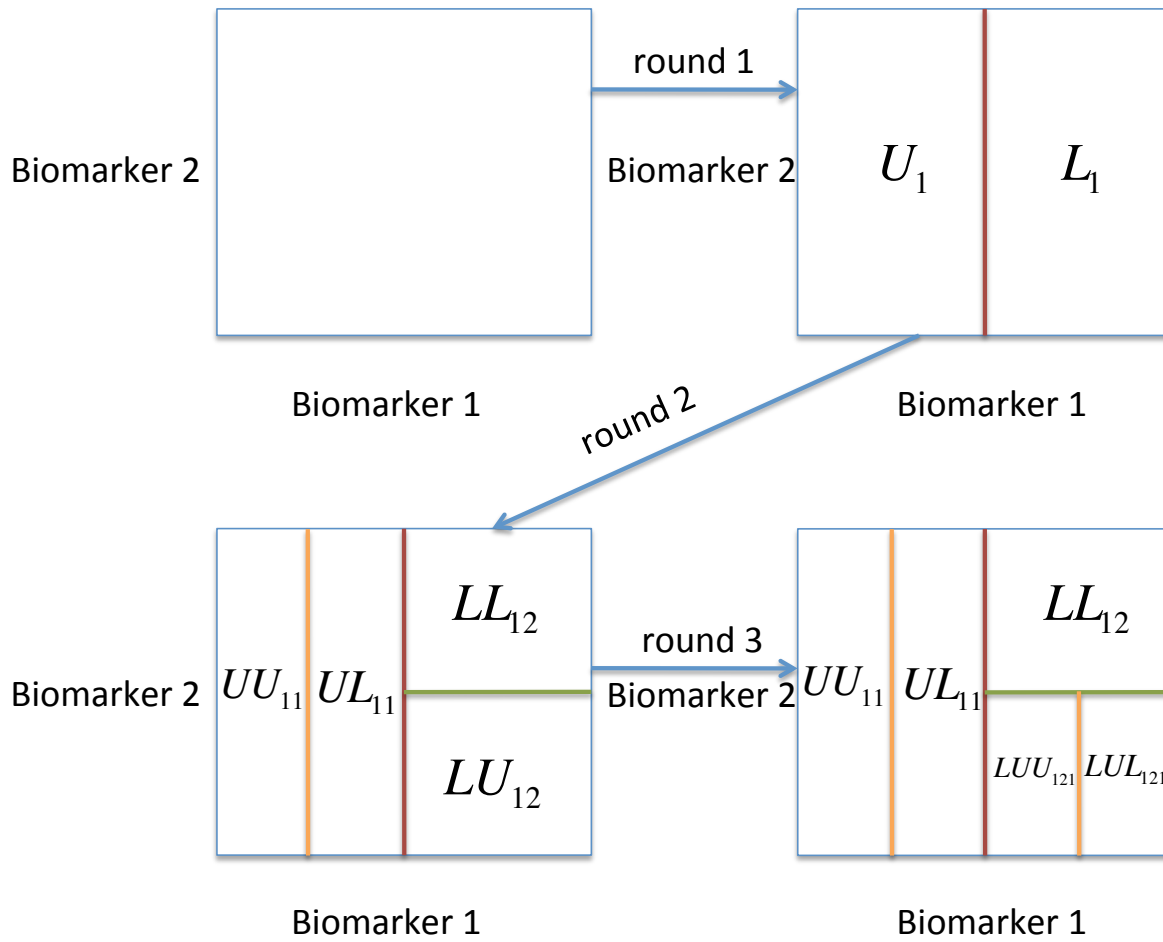 round 1
Biomarker 2
Biomarker 2
U₁
L₁
Biomarker 1
Biomarker 1
round 2
LL₁₂
round 3
LL₁₂
Biomarker 2
UU₁₁
UL₁₁
Biomarker 2
UU₁₁
UL₁₁
LU₁₂
LUU₁₂₁
LUL₁₂₁
Biomarker 1
Biomarker 1